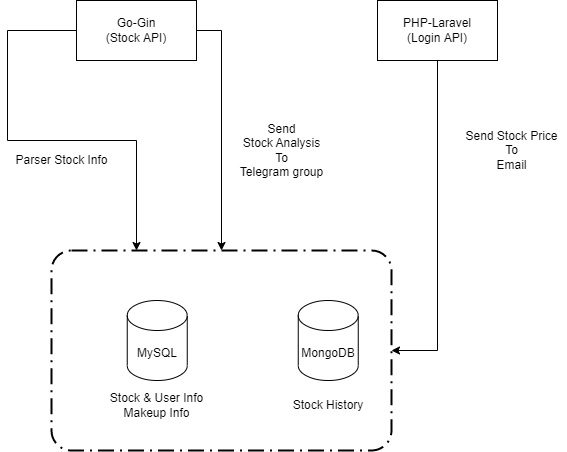 Go-Gin
(Stock API)
PHP-Laravel
(Login API)
Parser Stock Info
Send
Stock Analysis
To
Telegram group
Send Stock Price
To
Email
MySQL
Stock & User Info
Makeup Info
MongoDB
Stock History